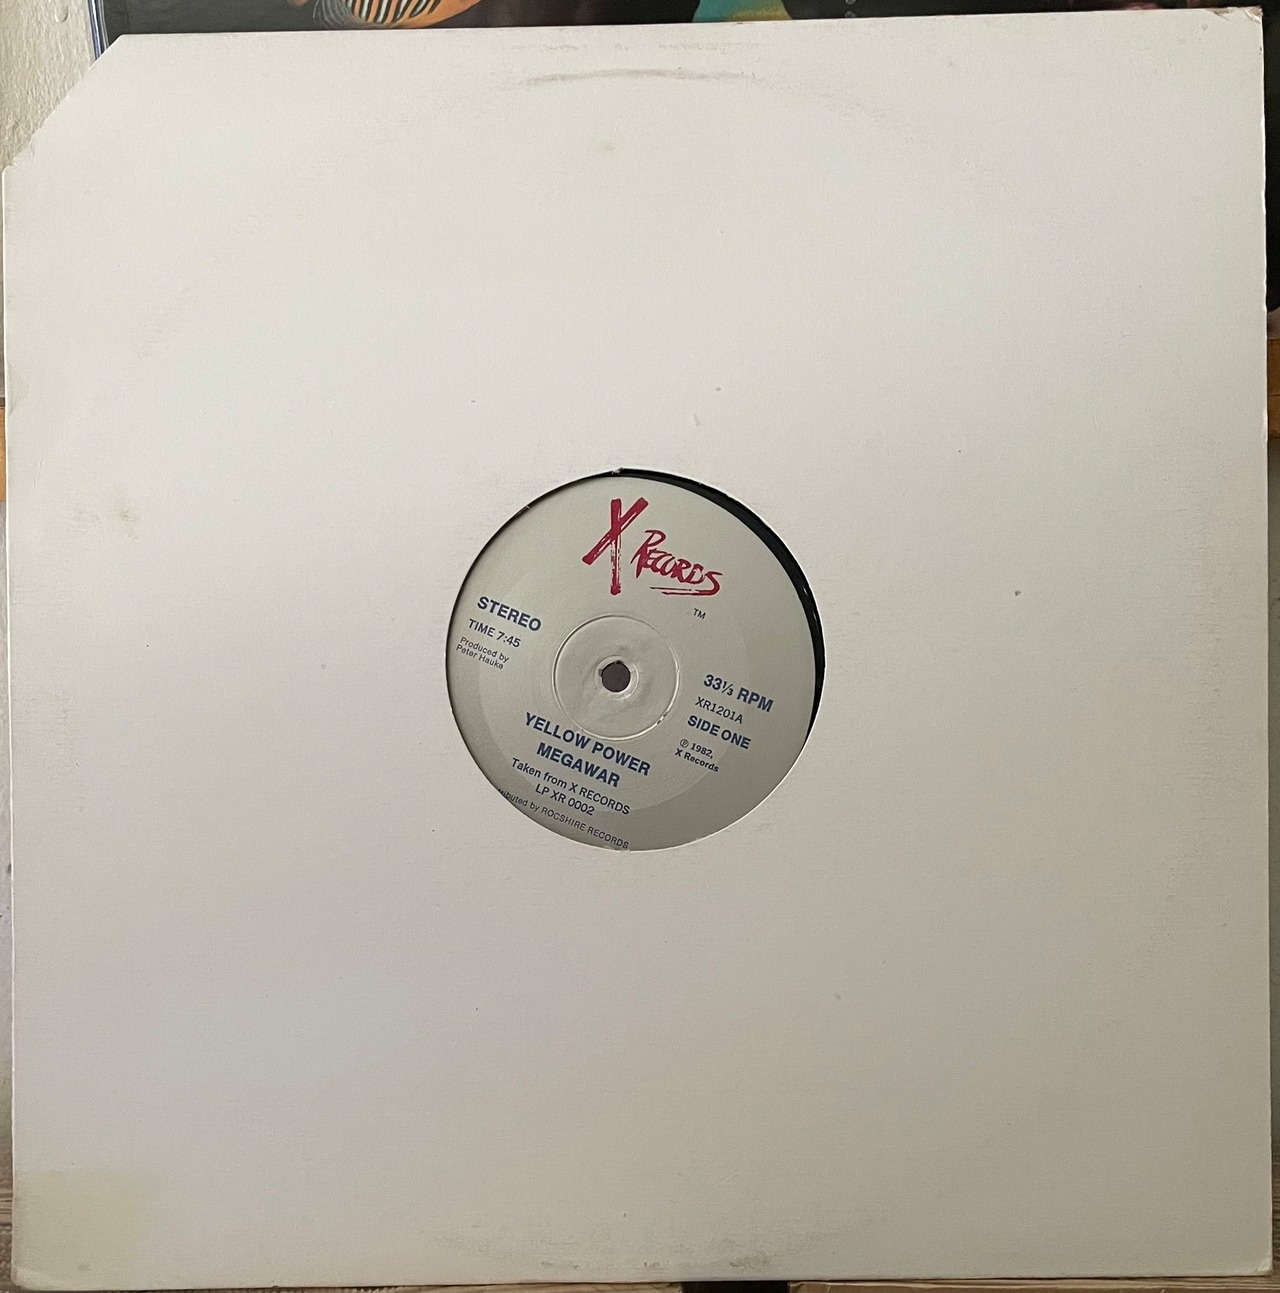 X RECORDS
TM
STEREO
TIME 7:45
Produced by
Peter Hauke
33⅓ RPM
XR1201A
SIDE ONE
℗ 1982,
X Records
YELLOW POWER
MEGAWAR
Taken from X RECORDS
LP XR 0002
by ROCSHIRE RECORDS